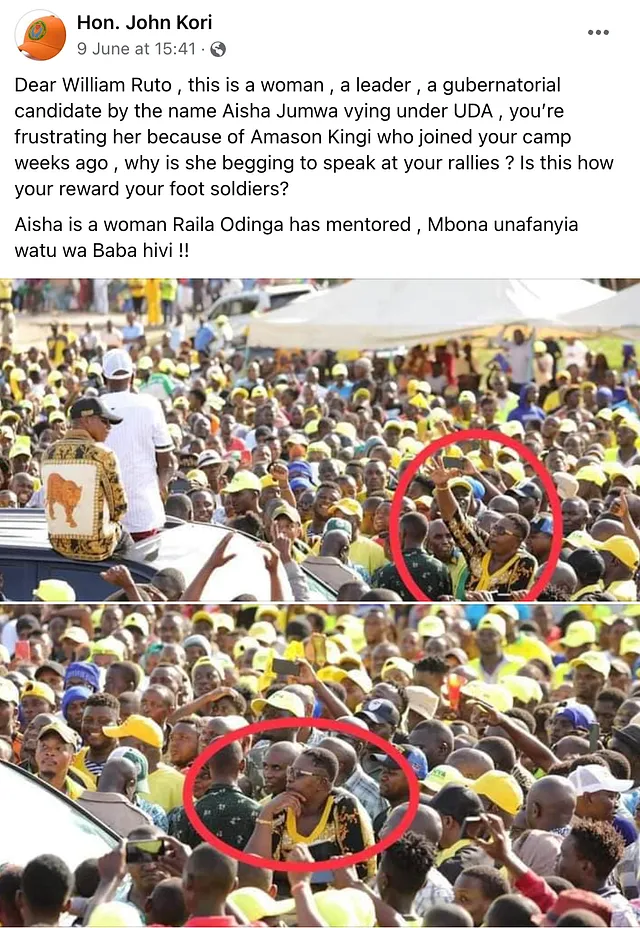 Hon. John Kori
9 June at 15:41 ·
Dear William Ruto , this is a woman , a leader , a gubernatorial
candidate by the name Aisha Jumwa vying under UDA , you're
frustrating her because of Amason Kingi who joined your camp
weeks ago , why is she begging to speak at your rallies ? Is this how
your reward your foot soldiers?
Aisha is a woman Raila Odinga has mentored , Mbona unafanyia
watu wa Baba hivi !!